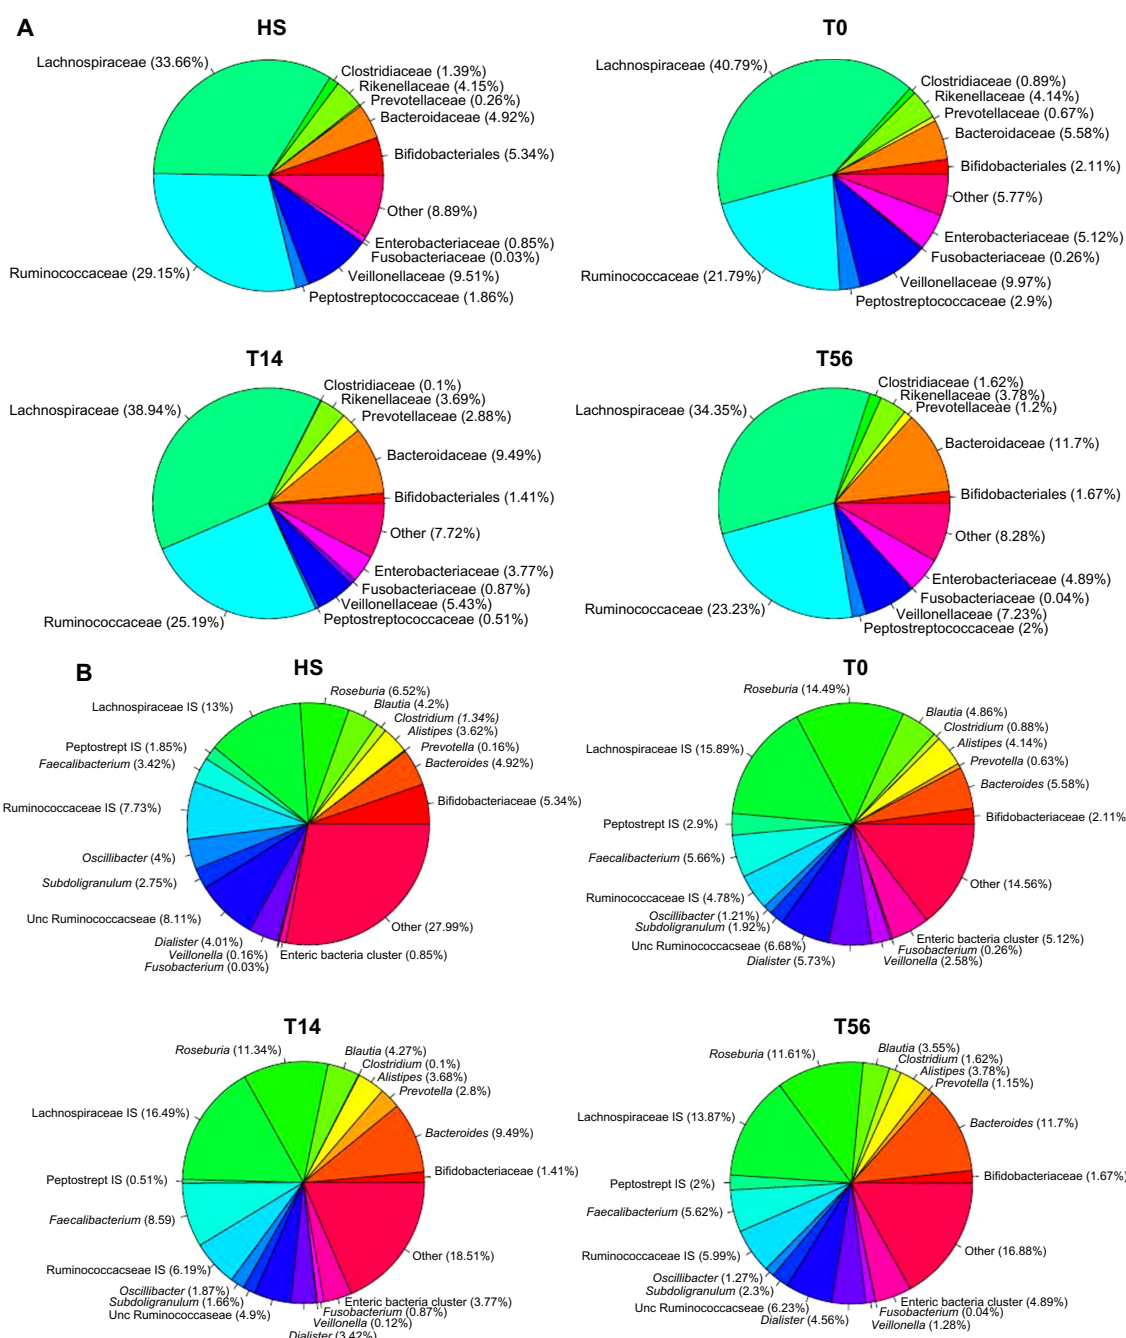 A
HS
Lachnospiraceae (33.66%)
Clostridiaceae (1.39%)
Rikenellaceae (4.15%)
Prevotellaceae (0.26%)
Bacteroidaceae (4.92%)
Bifidobacteriales (5.34%)
Other (8.89%)
Enterobacteriaceae (0.85%)
Fusobacteriaceae (0.03%)
Veillonellaceae (9.51%)
Peptostreptococcaceae (1.86%)
Ruminococcaceae (29.15%)
T0
Lachnospiraceae (40.79%)
Clostridiaceae (0.89%)
Rikenellaceae (4.14%)
Prevotellaceae (0.67%)
Bacteroidaceae (5.58%)
Bifidobacteriales (2.11%)
Other (5.77%)
Enterobacteriaceae (5.12%)
Fusobacteriaceae (0.26%)
Veillonellaceae (9.97%)
Peptostreptococcaceae (2.9%)
Ruminococcaceae (21.79%)
T14
Lachnospiraceae (38.94%)
Clostridiaceae (0.1%)
Rikenellaceae (3.69%)
Prevotellaceae (2.88%)
Bacteroidaceae (9.49%)
Bifidobacteriales (1.41%)
Other (7.72%)
Enterobacteriaceae (3.77%)
Fusobacteriaceae (0.87%)
Veillonellaceae (5.43%)
Peptostreptococcaceae (0.51%)
Ruminococcaceae (25.19%)
T56
Lachnospiraceae (34.35%)
Clostridiaceae (1.62%)
Rikenellaceae (3.78%)
Prevotellaceae (1.2%)
Bacteroidaceae (11.7%)
Bifidobacteriales (1.67%)
Other (8.28%)
Enterobacteriaceae (4.89%)
Fusobacteriaceae (0.04%)
Veillonellaceae (7.23%)
Peptostreptococcaceae (2%)
Ruminococcaceae (23.23%)
B
HS
Roseburia (6.52%)
Blautia (4.2%)
Clostridium (1.34%)
Alistipes (3.62%)
Prevotella (0.16%)
Bacteroides (4.92%)
Bifidobacteriaceae (5.34%)
Other (27.99%)
Enteric bacteria cluster (0.85%)
Lachnospiraceae IS (13%)
Peptostrept IS (1.85%)
Faecalibacterium (3.42%)
Ruminococcaceae IS (7.73%)
Oscillibacter (4%)
Subdoligranulum (2.75%)
Unc Ruminococcacseae (8.11%)
Dialister (4.01%)
Veillonella (0.16%)
Fusobacterium (0.03%)
T0
Roseburia (14.49%)
Blautia (4.86%)
Clostridium (0.88%)
Alistipes (4.14%)
Prevotella (0.63%)
Bacteroides (5.58%)
Bifidobacteriaceae (2.11%
Other (14.56%)
Enteric bacteria cluster (5.12%)
Fusobacterium (0.26%)
Veillonella (2.58%)
Lachnospiraceae IS (15.89%)
Peptostrept IS (2.9%)
Faecalibacterium (5.66%)
Ruminococcaceae IS (4.78%)
Oscillibacter (1.21%)
Subdoligranulum (1.92%)
Unc Ruminococcacseae (6.68%)
Dialister (5.73%)
T14
Roseburia (11.34%)
Blautia (4.27%)
Clostridium (0.1%)
Alistipes (3.68%)
Prevotella (2.8%)
Bacteroides (9.49%)
Bifidobacteriaceae (1.41%)
Other (18.51%)
Enteric bacteria cluster (3.77%)
Fusobacterium (0.87%)
Veillonella (0.12%)
Dialister (3.42%)
Lachnospiraceae IS (16.49%)
Peptostrept IS (0.51%)
Faecalibacterium (8.59)
Ruminococcacseae IS (6.19%)
Oscillibacter (1.87%)
Subdoligranulum (1.66%)
Unc Ruminococcaseae (4.9%)
T56
Roseburia (11.61%)
Blautia (3.55%)
Clostridium (1.62%)
Alistipes (3.78%)
Prevotella (1.15%)
Bacteroides (11.7%)
Bifidobacteriaceae (1.67%)
Other (16.88%)
Enteric bacteria cluster (4.89%)
Fusobacterium (0.04%)
Veillonella (1.28%)
Lachnospiraceae IS (13.87%)
Peptostrept IS (2%)
Faecalibacterium (5.62%)
Ruminococcaceae IS (5.99%)
Oscillibacter (1.27%)
Subdoligranulum (2.3%)
Unc Ruminococcacseae (6.23%)
Dialister (4.56%)